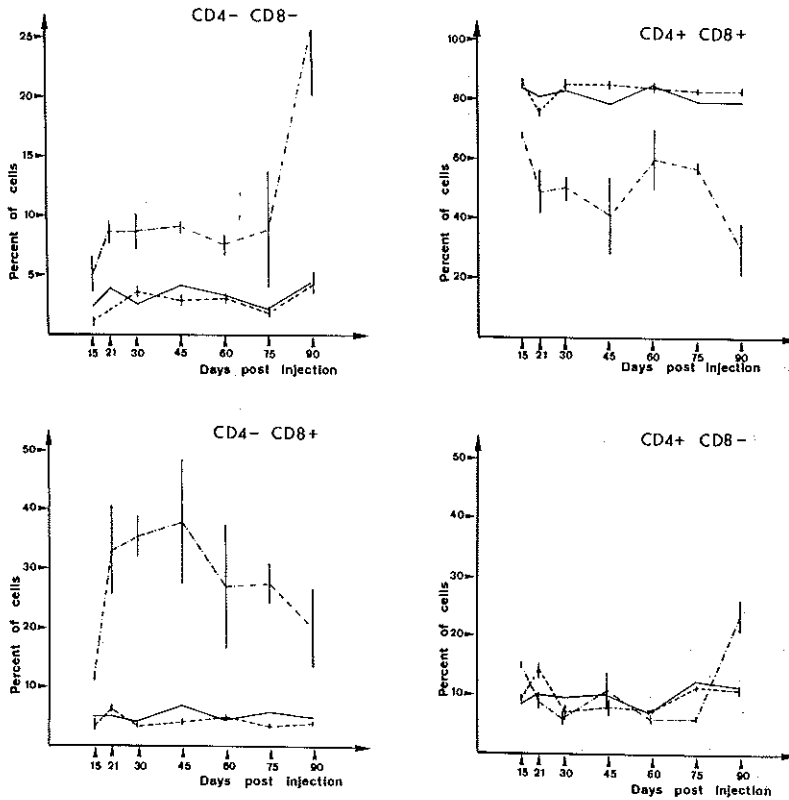 CD4- CD8-
25
20
15
10
5
Percent of cells
15 21 30 45 60 75 90
Days post injection
CD4+ CD8+
100
80
60
40
20
Percent of cells
15 21 30 45 60 75 90
Days post injection
CD4- CD8+
50
40
30
20
10
Percent of cells
15 21 30 45 60 75 90
Days post injection
CD4+ CD8-
50
40
30
20
10
Percent of cells
15 21 30 45 60 75 90
Days post injection